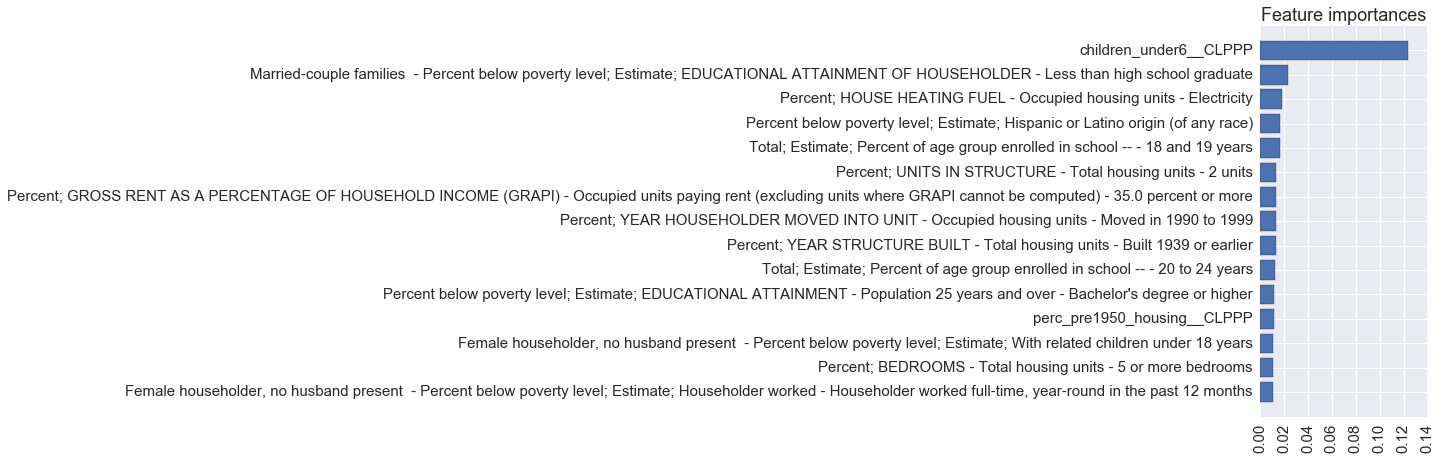 Feature importances
children_under6__CLPPP
Married-couple families  - Percent below poverty level; Estimate; EDUCATIONAL ATTAINMENT OF HOUSEHOLDER - Less than high school graduate
Percent; HOUSE HEATING FUEL - Occupied housing units - Electricity
Percent below poverty level; Estimate; Hispanic or Latino origin (of any race)
Total; Estimate; Percent of age group enrolled in school -- - 18 and 19 years
Percent; UNITS IN STRUCTURE - Total housing units - 2 units
Percent; GROSS RENT AS A PERCENTAGE OF HOUSEHOLD INCOME (GRAPI) - Occupied units paying rent (excluding units where GRAPI cannot be computed) - 35.0 percent or more
Percent; YEAR HOUSEHOLDER MOVED INTO UNIT - Occupied housing units - Moved in 1990 to 1999
Percent; YEAR STRUCTURE BUILT - Total housing units - Built 1939 or earlier
Total; Estimate; Percent of age group enrolled in school -- - 20 to 24 years
Percent below poverty level; Estimate; EDUCATIONAL ATTAINMENT - Population 25 years and over - Bachelor's degree or higher
perc_pre1950_housing__CLPPP
Female householder, no husband present  - Percent below poverty level; Estimate; With related children under 18 years
Percent; BEDROOMS - Total housing units - 5 or more bedrooms
Female householder, no husband present  - Percent below poverty level; Estimate; Householder worked - Householder worked full-time, year-round in the past 12 months
0.00
0.02
0.04
0.06
0.08
0.10
0.12
0.14